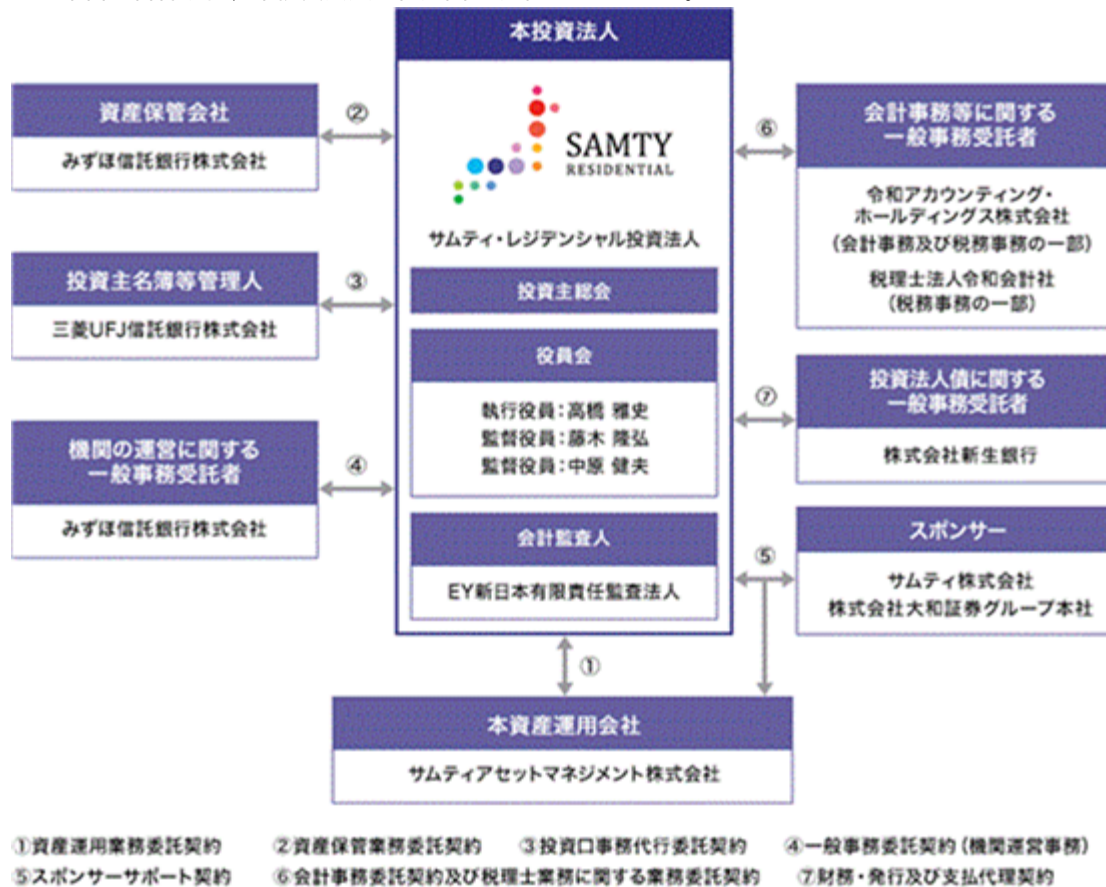 本投資法人
SAMTY
RESIDENTIAL
サムティ・レジデンシャル投資法人
投資主総会
役員会
執行役員:高橋 雅史
監督役員:藤木 隆弘
監督役員:中原 健夫
会計監査人
EY新日本有限責任監査法人
資産保管会社
みずほ信託銀行株式会社
②
投資主名簿等管理人
三菱UFJ信託銀行株式会社
③
機関の運営に関する
一般事務受託者
みずほ信託銀行株式会社
④
会計事務等に関する
一般事務受託者
令和アカウンティング・
ホールディングス株式会社
(会計事務及び税務事務の一部)
税理士法人令和会計社
(税務事務の一部)
⑥
投資法人債に関する
一般事務受託者
株式会社新生銀行
⑦
スポンサー
サムティ株式会社
株式会社大和証券グループ本社
⑤
①
本資産運用会社
サムティアセットマネジメント株式会社
①資産運用業務委託契約 ②資産保管業務委託契約 ③投資口事務代行委託契約 ④一般事務委託契約(機関運営事務)
⑤スポンサーサポート契約 ⑥会計事務委託契約及び税理士業務に関する業務委託契約 ⑦財務・発行及び支払代理契約